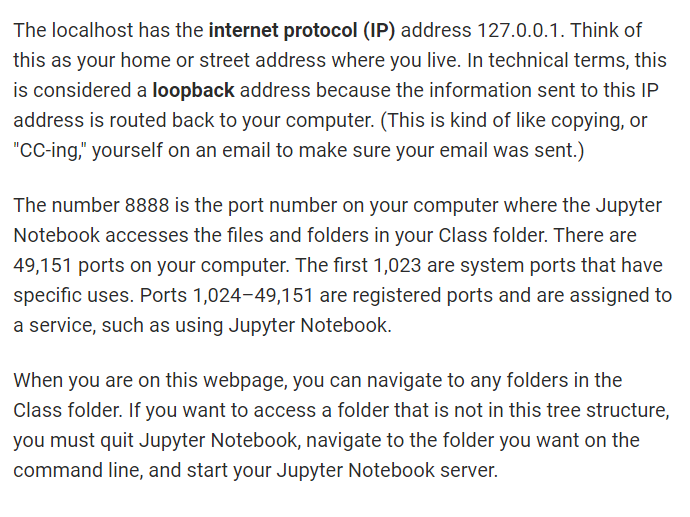 The localhost has the internet protocol (IP) address 127.0.0.1. Think of
this as your home or street address where you live. In technical terms, this
is considered a loopback address because the information sent to this IP
address is routed back to your computer. (This is kind of like copying, or
"CC-ing," yourself on an email to make sure your email was sent.)
The number 8888 is the port number on your computer where the Jupyter
Notebook accesses the files and folders in your Class folder. There are
49,151 ports on your computer. The first 1,023 are system ports that have
specific uses. Ports 1,024–49,151 are registered ports and are assigned to
a service, such as using Jupyter Notebook.
When you are on this webpage, you can navigate to any folders in the
Class folder. If you want to access a folder that is not in this tree structure,
you must quit Jupyter Notebook, navigate to the folder you want on the
command line, and start your Jupyter Notebook server.